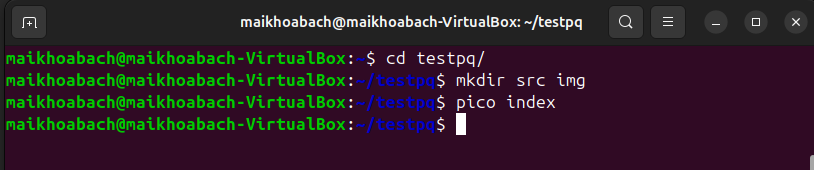 maikhoabach@maikhoabach-VirtualBox: ~/testpq
maikhoabach@maikhoabach-VirtualBox:~$ cd testpq/
maikhoabach@maikhoabach-VirtualBox:~/testpq$ mkdir src img
maikhoabach@maikhoabach-VirtualBox:~/testpq$ pico index
maikhoabach@maikhoabach-VirtualBox:~/testpq$